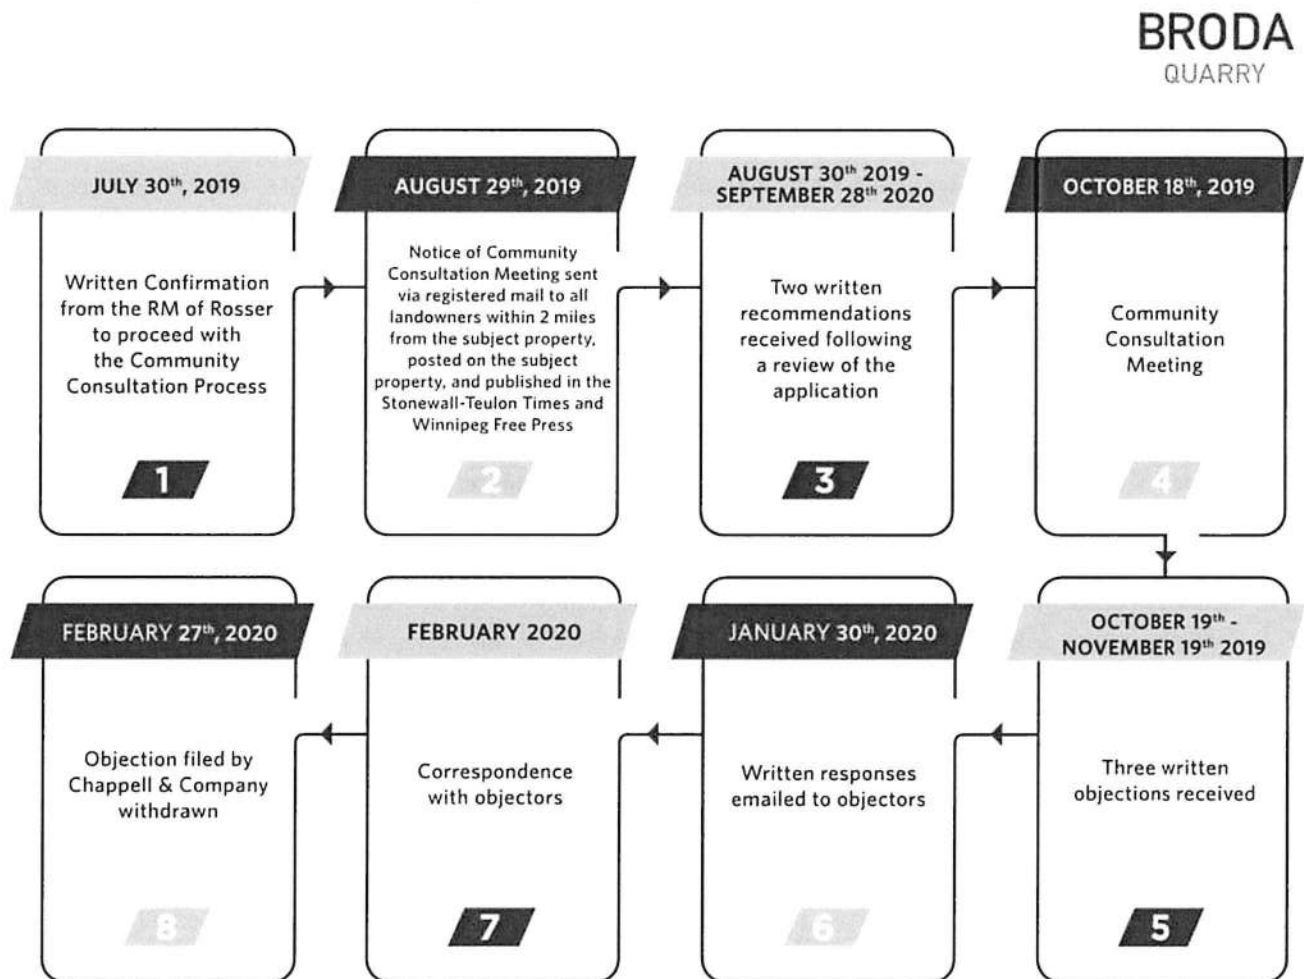 BRODA
QUARRY
JULY 30th, 2019
Written Confirmation
from the RM of Rosser
to proceed with
the Community
Consultation Process
1
AUGUST 29th, 2019
Notice of Community
Consultation Meeting sent
via registered mail to all
landowners within 2 miles
from the subject property,
posted on the subject
property, and published in the
Stonewall-Teulon Times and
Winnipeg Free Press
2
AUGUST 30th 2019 -
SEPTEMBER 28th 2020
Two written
recommendations
received following
a review of the
application
3
OCTOBER 18th, 2019
Community
Consultation
Meeting
4
OCTOBER 19th -
NOVEMBER 19th 2019
Three written
objections received
5
JANUARY 30th, 2020
Written responses
emailed to objectors
6
FEBRUARY 2020
Correspondence
with objectors
7
FEBRUARY 27th, 2020
Objection filed by
Chappell & Company
withdrawn
8